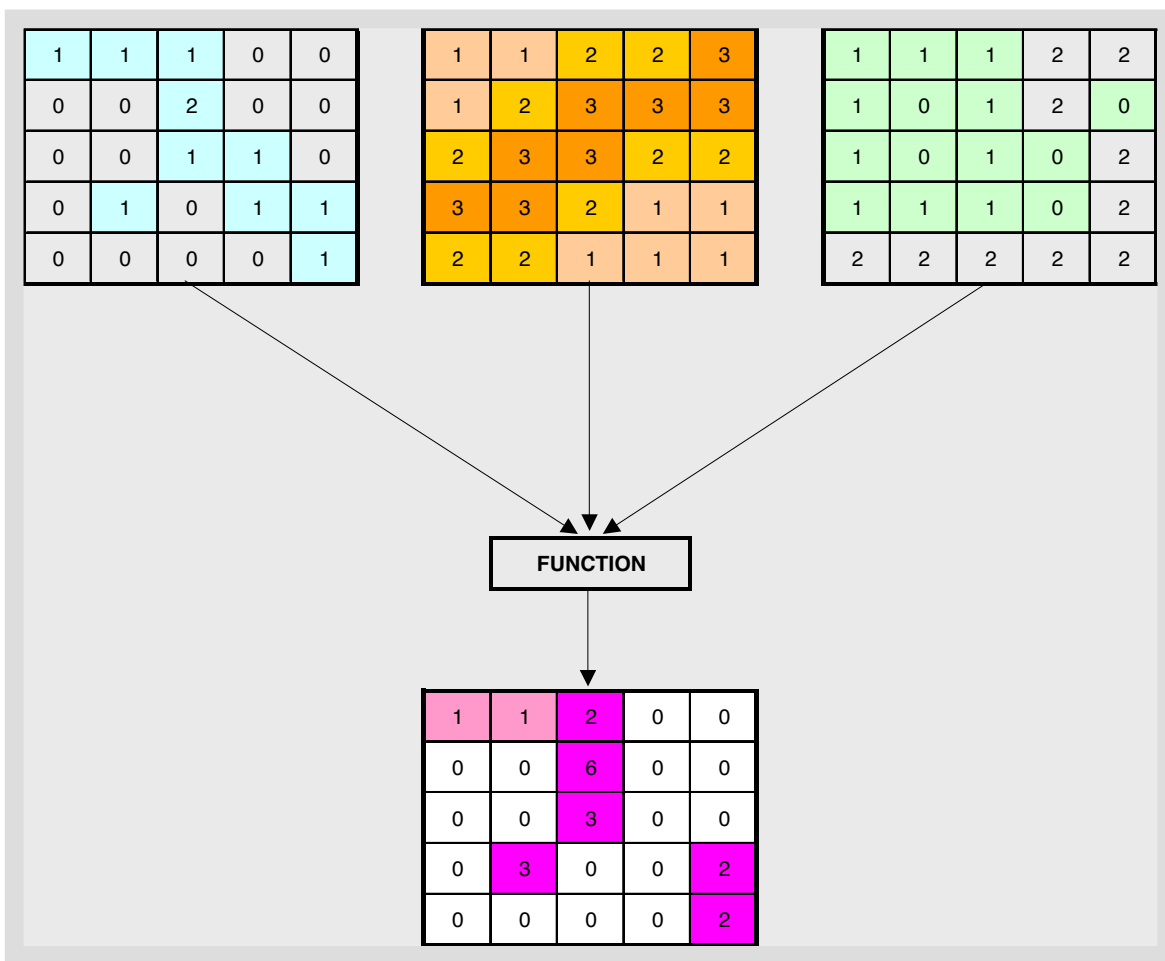 1 1 1 0 0 1 1 2 2 3 1 1 1 2 2
0 0 2 0 0 1 2 3 3 3 1 0 1 2 0
0 0 1 1 0 2 3 3 2 2 1 0 1 0 2
0 1 0 1 1 3 3 2 1 1 1 1 1 0 2
0 0 0 0 1 2 2 1 1 1 2 2 2 2 2
FUNCTION
1 1 2 0 0
0 0 6 0 0
0 0 3 0 0
0 3 0 0 2
0 0 0 0 2